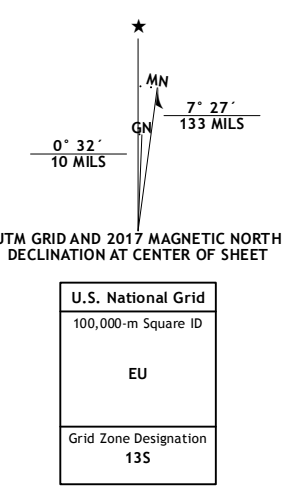 ★
MN
7° 27´
133 MILS
GN
0° 32´
10 MILS
UTM GRID AND 2017 MAGNETIC NORTH
DECLINATION AT CENTER OF SHEET
U.S. National Grid
100,000-m Square ID
EU
Grid Zone Designation
13S